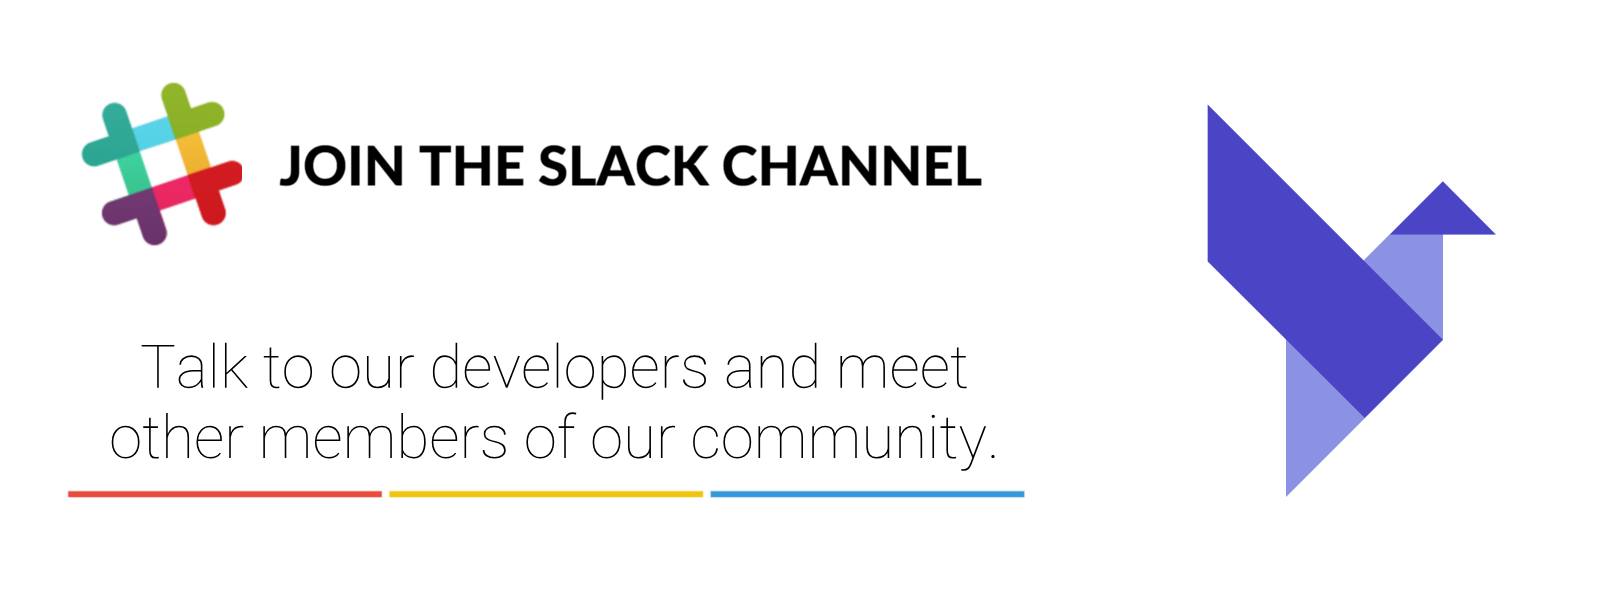 JOIN THE SLACK CHANNEL
Talk to our developers and meet
other members of our community.